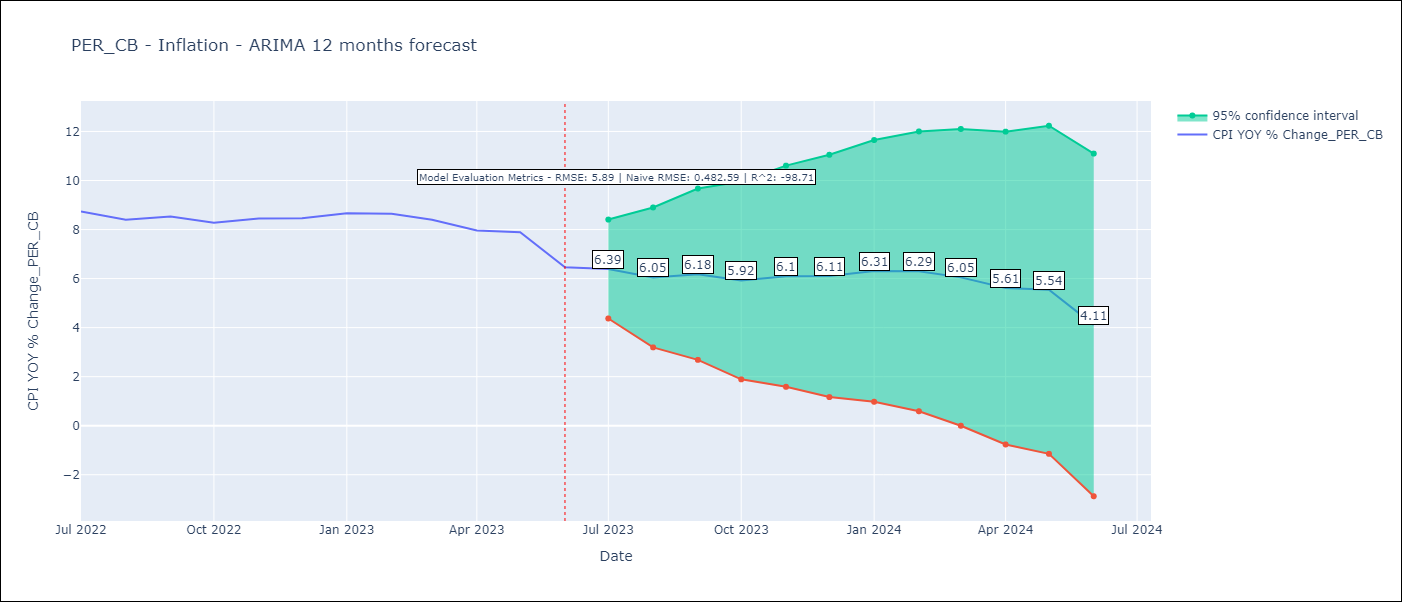 PER_CB - Inflation - ARIMA 12 months forecast
95% confidence interval
CPI YOY % Change_PER_CB
CPI YOY % Change_PER_CB
12
10
8
6
4
2
0
−2
Model Evaluation Metrics - RMSE: 5.89 | Naive RMSE: 0.482.59 | R^2: -98.71
6.39
6.05
6.18
5.92
6.1
6.11
6.31
6.29
6.05
5.61
5.54
4.11
Jul 2022
Oct 2022
Jan 2023
Apr 2023
Jul 2023
Oct 2023
Jan 2024
Apr 2024
Jul 2024
Date